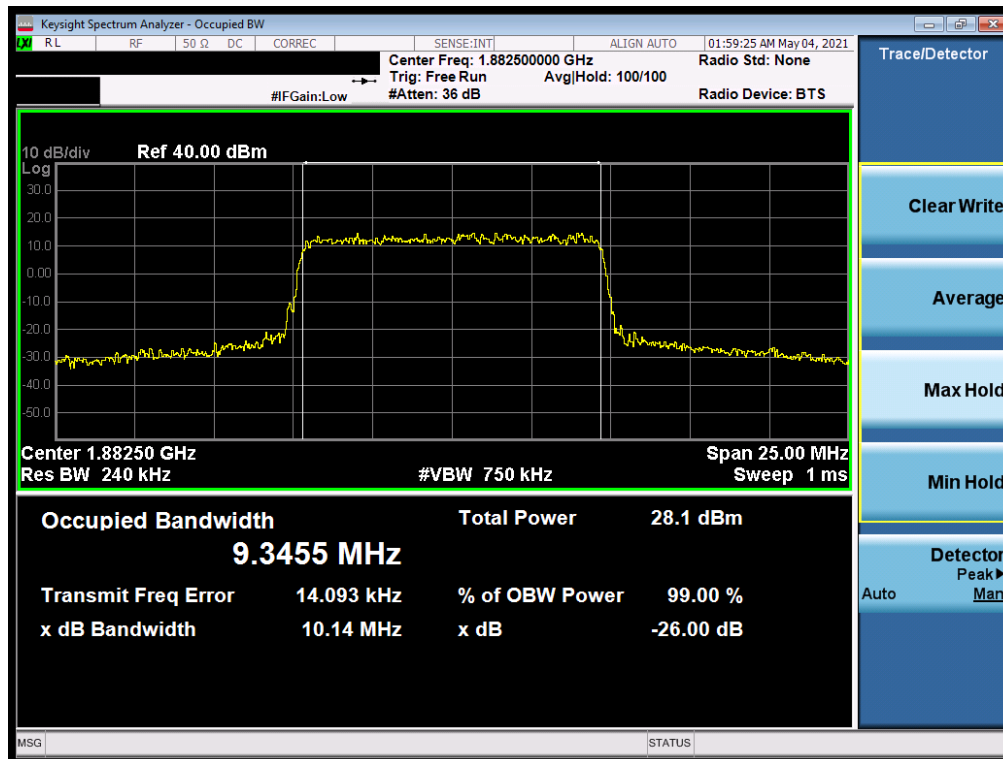 Keysight Spectrum Analyzer - Occupied BW
LXI RL RF 50 Ω DC CORREC SENSE:INT ALIGN AUTO 01:59:25 AM May 04, 2021
Center Freq: 1.882500000 GHz Radio Std: None
Trig: Free Run Avg|Hold: 100/100
#IFGain:Low #Atten: 36 dB Radio Device: BTS
Trace/Detector
10 dB/div Ref 40.00 dBm
Log
30.0
20.0
10.0
0.00
-10.0
-20.0
-30.0
-40.0
-50.0
Center 1.88250 GHz Span 25.00 MHz
Res BW 240 kHz #VBW 750 kHz Sweep 1 ms
Occupied Bandwidth Total Power 28.1 dBm
9.3455 MHz
Transmit Freq Error 14.093 kHz % of OBW Power 99.00 %
x dB Bandwidth 10.14 MHz x dB -26.00 dB
Clear Write
Average
Max Hold
Min Hold
Detector
Peak▶
Auto Man
MSG STATUS